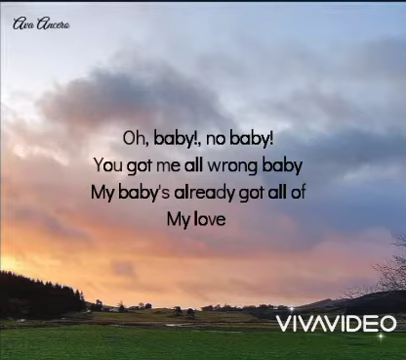 Ava Ancero
Oh, baby!, no baby!
You got me all wrong baby
My baby's already got all of
My love
VIVAVIDEO